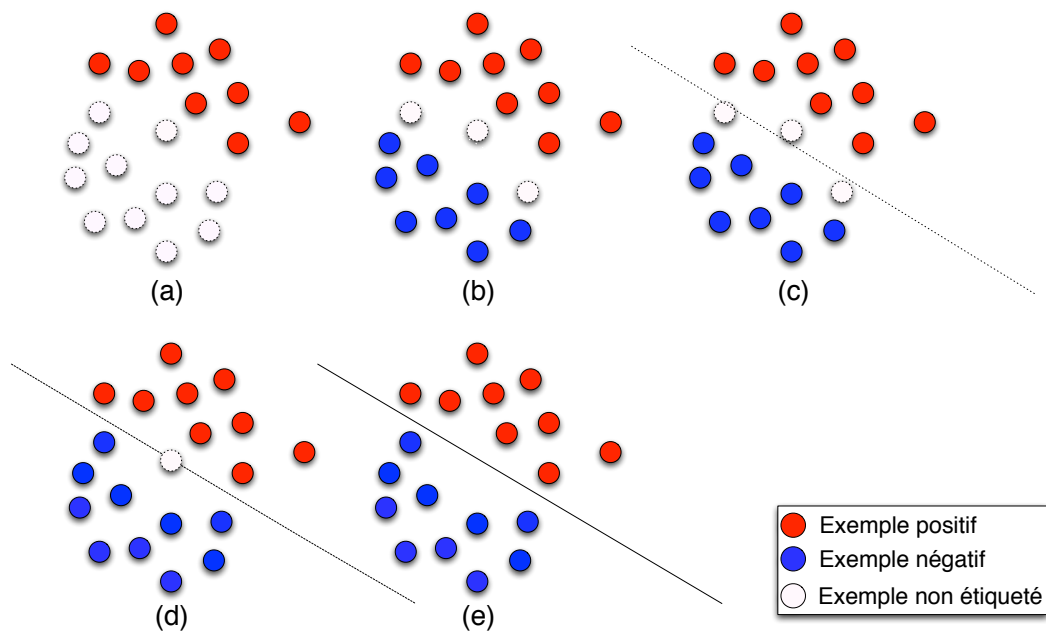 (a)
(b)
(c)
(d)
(e)
Exemple positif
Exemple négatif
Exemple non étiqueté